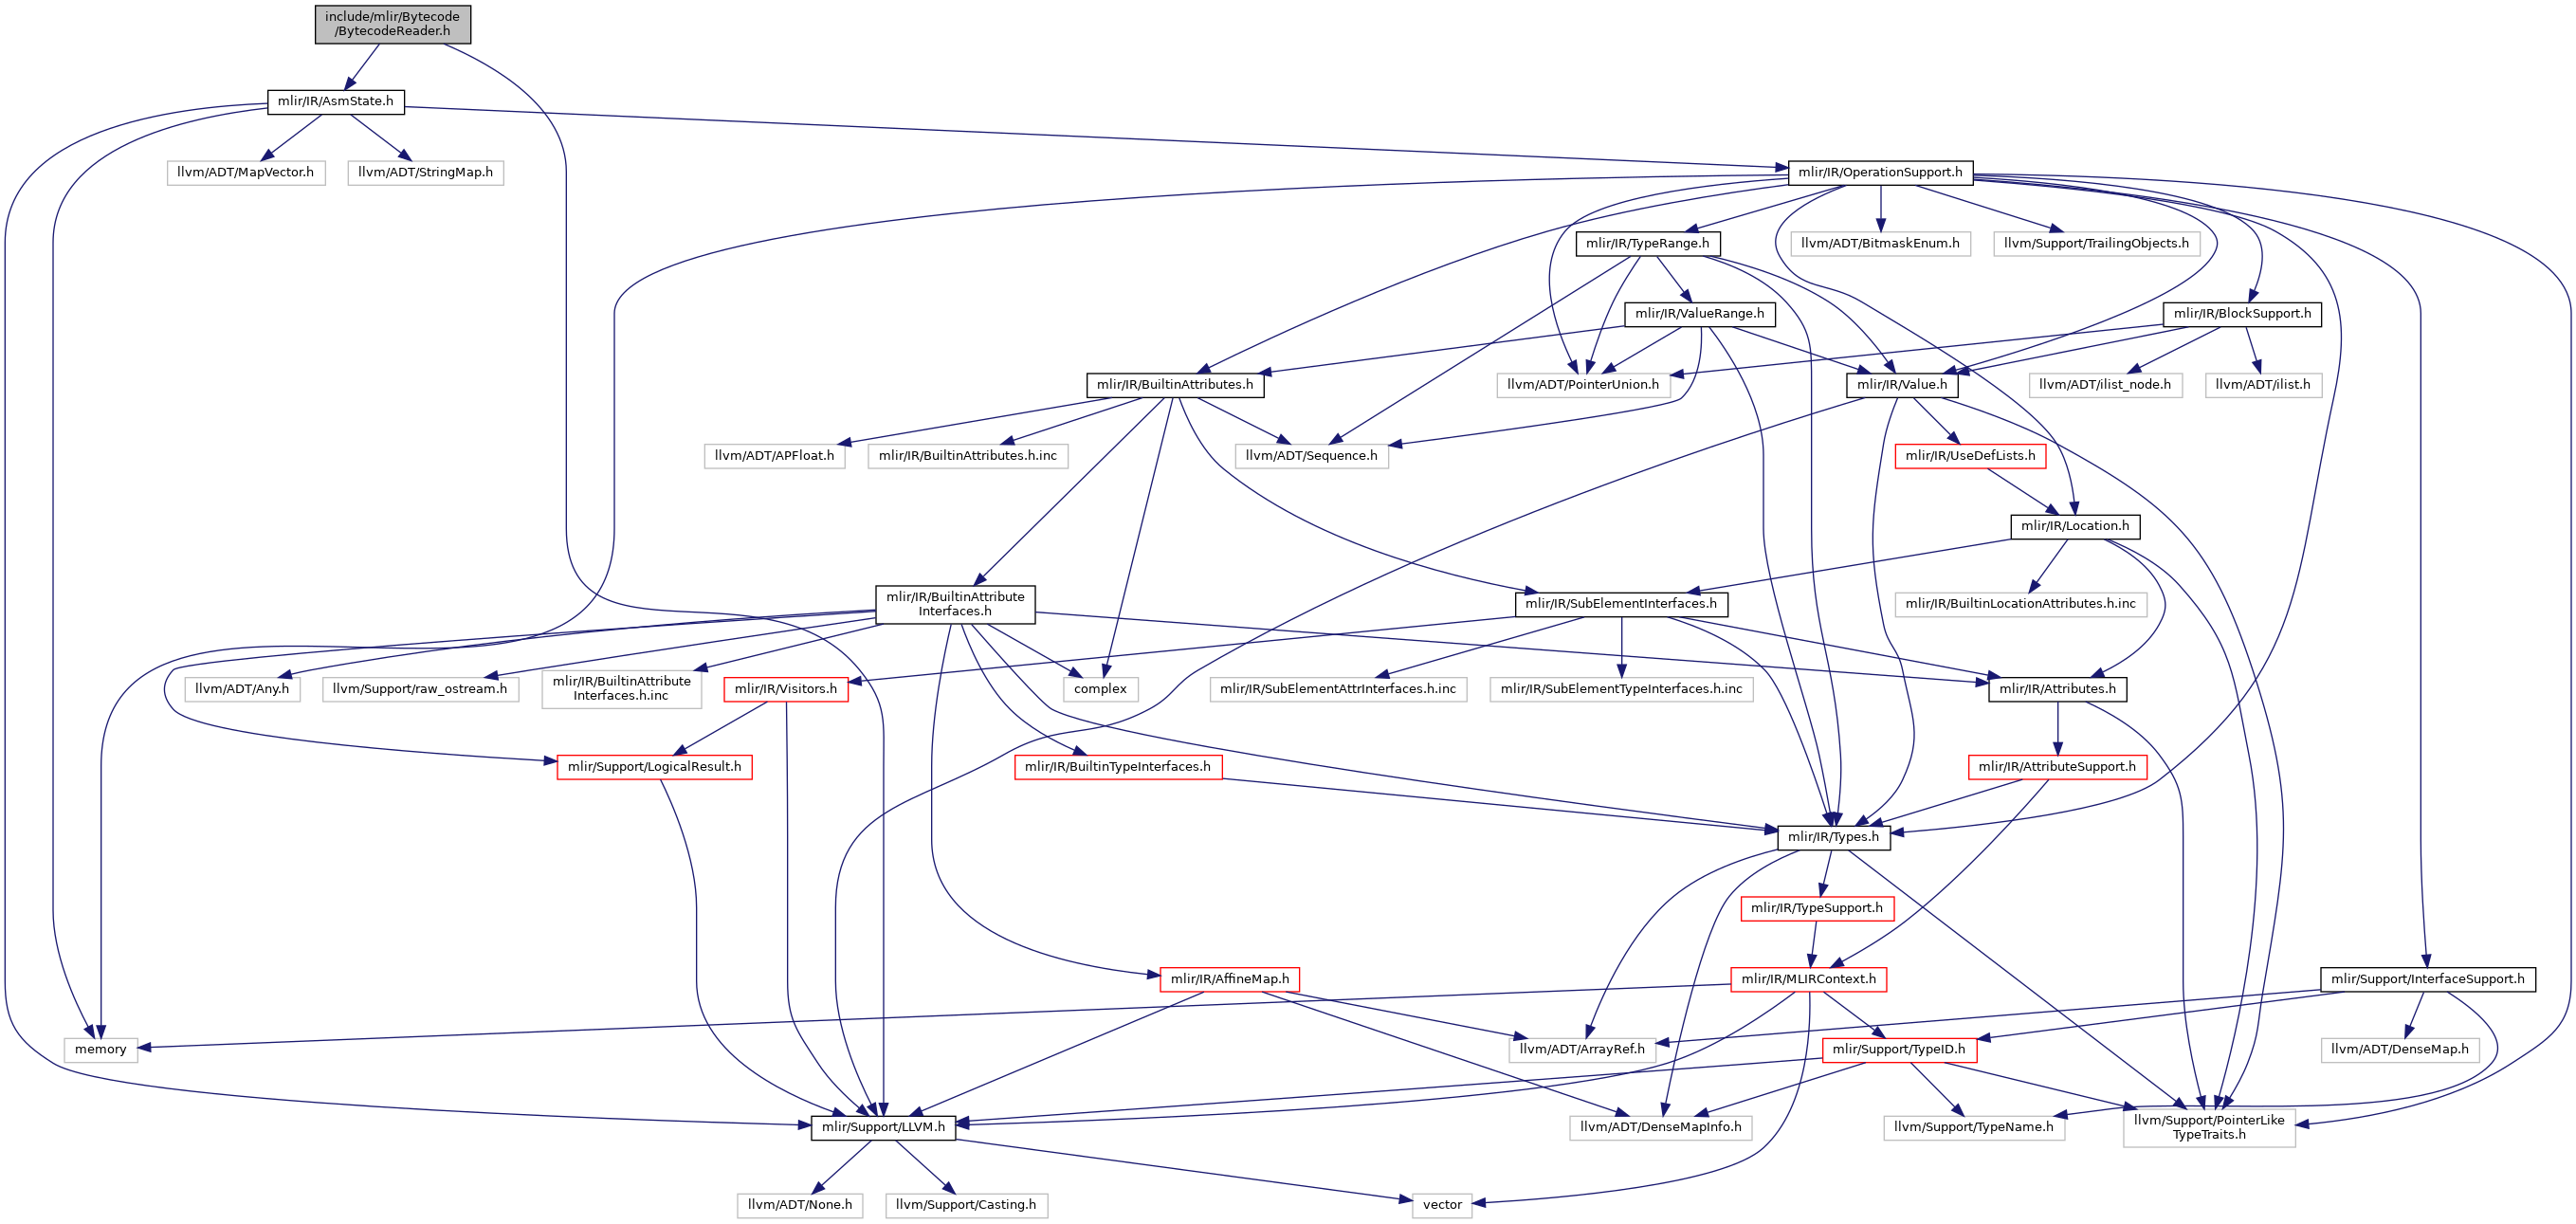 include/mlir/Bytecode
/BytecodeReader.h
mlir/IR/AsmState.h
llvm/ADT/MapVector.h
llvm/ADT/StringMap.h
mlir/IR/OperationSupport.h
mlir/IR/TypeRange.h
llvm/ADT/BitmaskEnum.h
llvm/Support/TrailingObjects.h
mlir/IR/ValueRange.h
mlir/IR/BlockSupport.h
mlir/IR/BuiltinAttributes.h
llvm/ADT/PointerUnion.h
mlir/IR/Value.h
llvm/ADT/ilist_node.h
llvm/ADT/ilist.h
llvm/ADT/APFloat.h
mlir/IR/BuiltinAttributes.h.inc
llvm/ADT/Sequence.h
mlir/IR/UseDefLists.h
mlir/IR/Location.h
mlir/IR/BuiltinAttribute
Interfaces.h
mlir/IR/SubElementInterfaces.h
mlir/IR/BuiltinLocationAttributes.h.inc
llvm/ADT/Any.h
llvm/Support/raw_ostream.h
mlir/IR/BuiltinAttribute
Interfaces.h.inc
mlir/IR/Visitors.h
complex
mlir/IR/SubElementAttrInterfaces.h.inc
mlir/IR/SubElementTypeInterfaces.h.inc
mlir/IR/Attributes.h
mlir/Support/LogicalResult.h
mlir/IR/BuiltinTypeInterfaces.h
mlir/IR/AttributeSupport.h
mlir/IR/Types.h
mlir/IR/TypeSupport.h
mlir/IR/AffineMap.h
mlir/IR/MLIRContext.h
mlir/Support/InterfaceSupport.h
memory
llvm/ADT/ArrayRef.h
mlir/Support/TypeID.h
llvm/ADT/DenseMap.h
mlir/Support/LLVM.h
llvm/ADT/DenseMapInfo.h
llvm/Support/TypeName.h
llvm/Support/PointerLike
TypeTraits.h
llvm/ADT/None.h
llvm/Support/Casting.h
vector